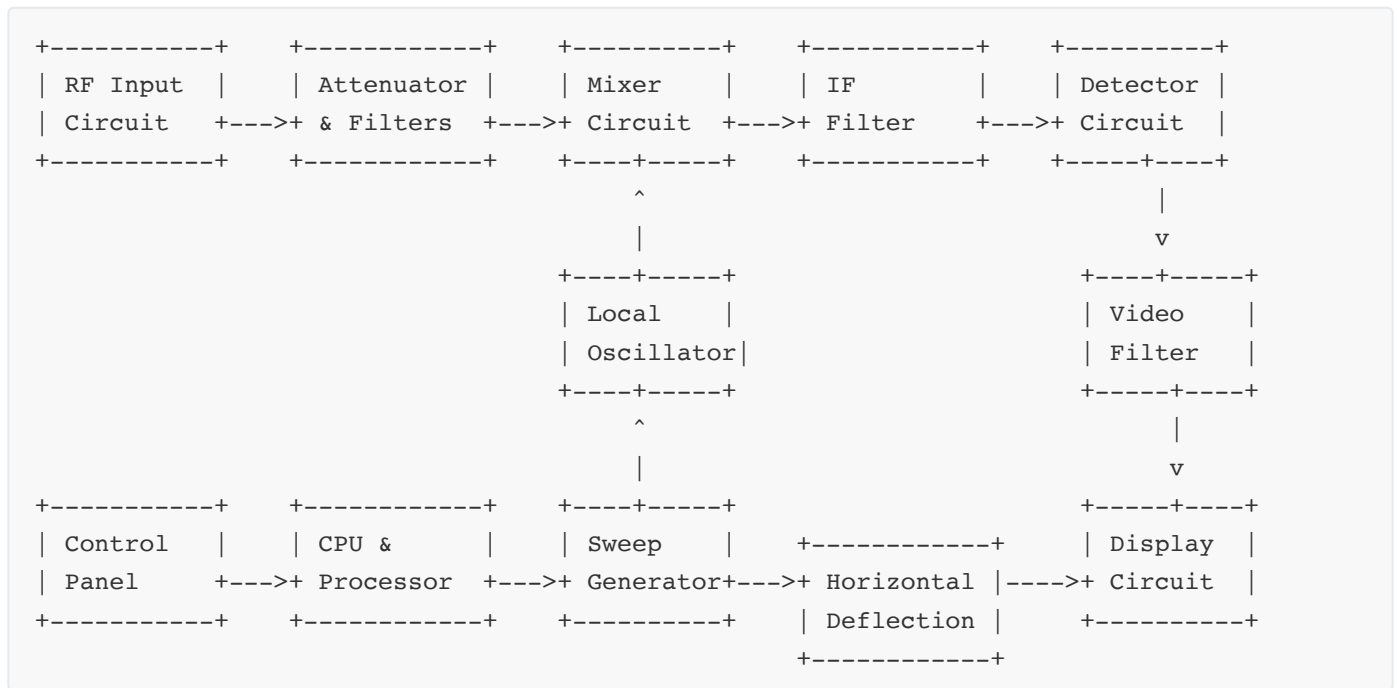 +-----------+    +------------+    +----------+    +-----------+    +----------+
| RF Input  |    | Attenuator |    | Mixer    |    | IF        |    | Detector |
| Circuit   +--->+ & Filters  +--->+ Circuit  +--->+ Filter    +--->+ Circuit  |
+-----------+    +------------+    +----+-----+    +-----------+    +-----+----+
                                        ^                                  |
                                        |                                  v
                                   +----+-----+                       +----+-----+
                                   | Local    |                       | Video    |
                                   | Oscillator|                      | Filter   |
                                   +----+-----+                       +-----+----+
                                        ^                                   |
                                        |                                   v
+-----------+    +------------+    +----+-----+                       +-----+----+
| Control   |    | CPU &      |    | Sweep    |    +------------+     | Display  |
| Panel     +--->+ Processor  +--->+ Generator+--->+ Horizontal |---->+ Circuit  |
+-----------+    +------------+    +----------+    | Deflection |     +----------+
                                                   +------------+